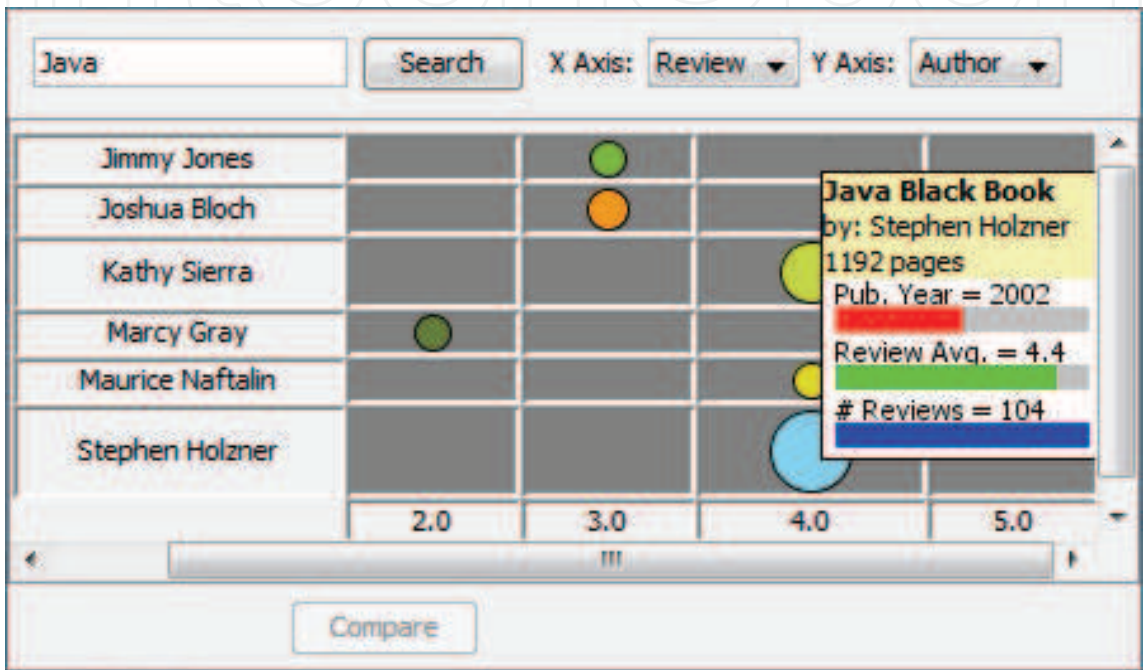 Java Search X Axis: Review Y Axis: Author
Jimmy Jones
Joshua Bloch
Kathy Sierra
Marcy Gray
Maurice Naftalin
Stephen Holzner
Java Black Book
by: Stephen Holzner
1192 pages
Pub. Year = 2002
Review Avg. = 4.4
# Reviews = 104
2.0 3.0 4.0 5.0
Compare